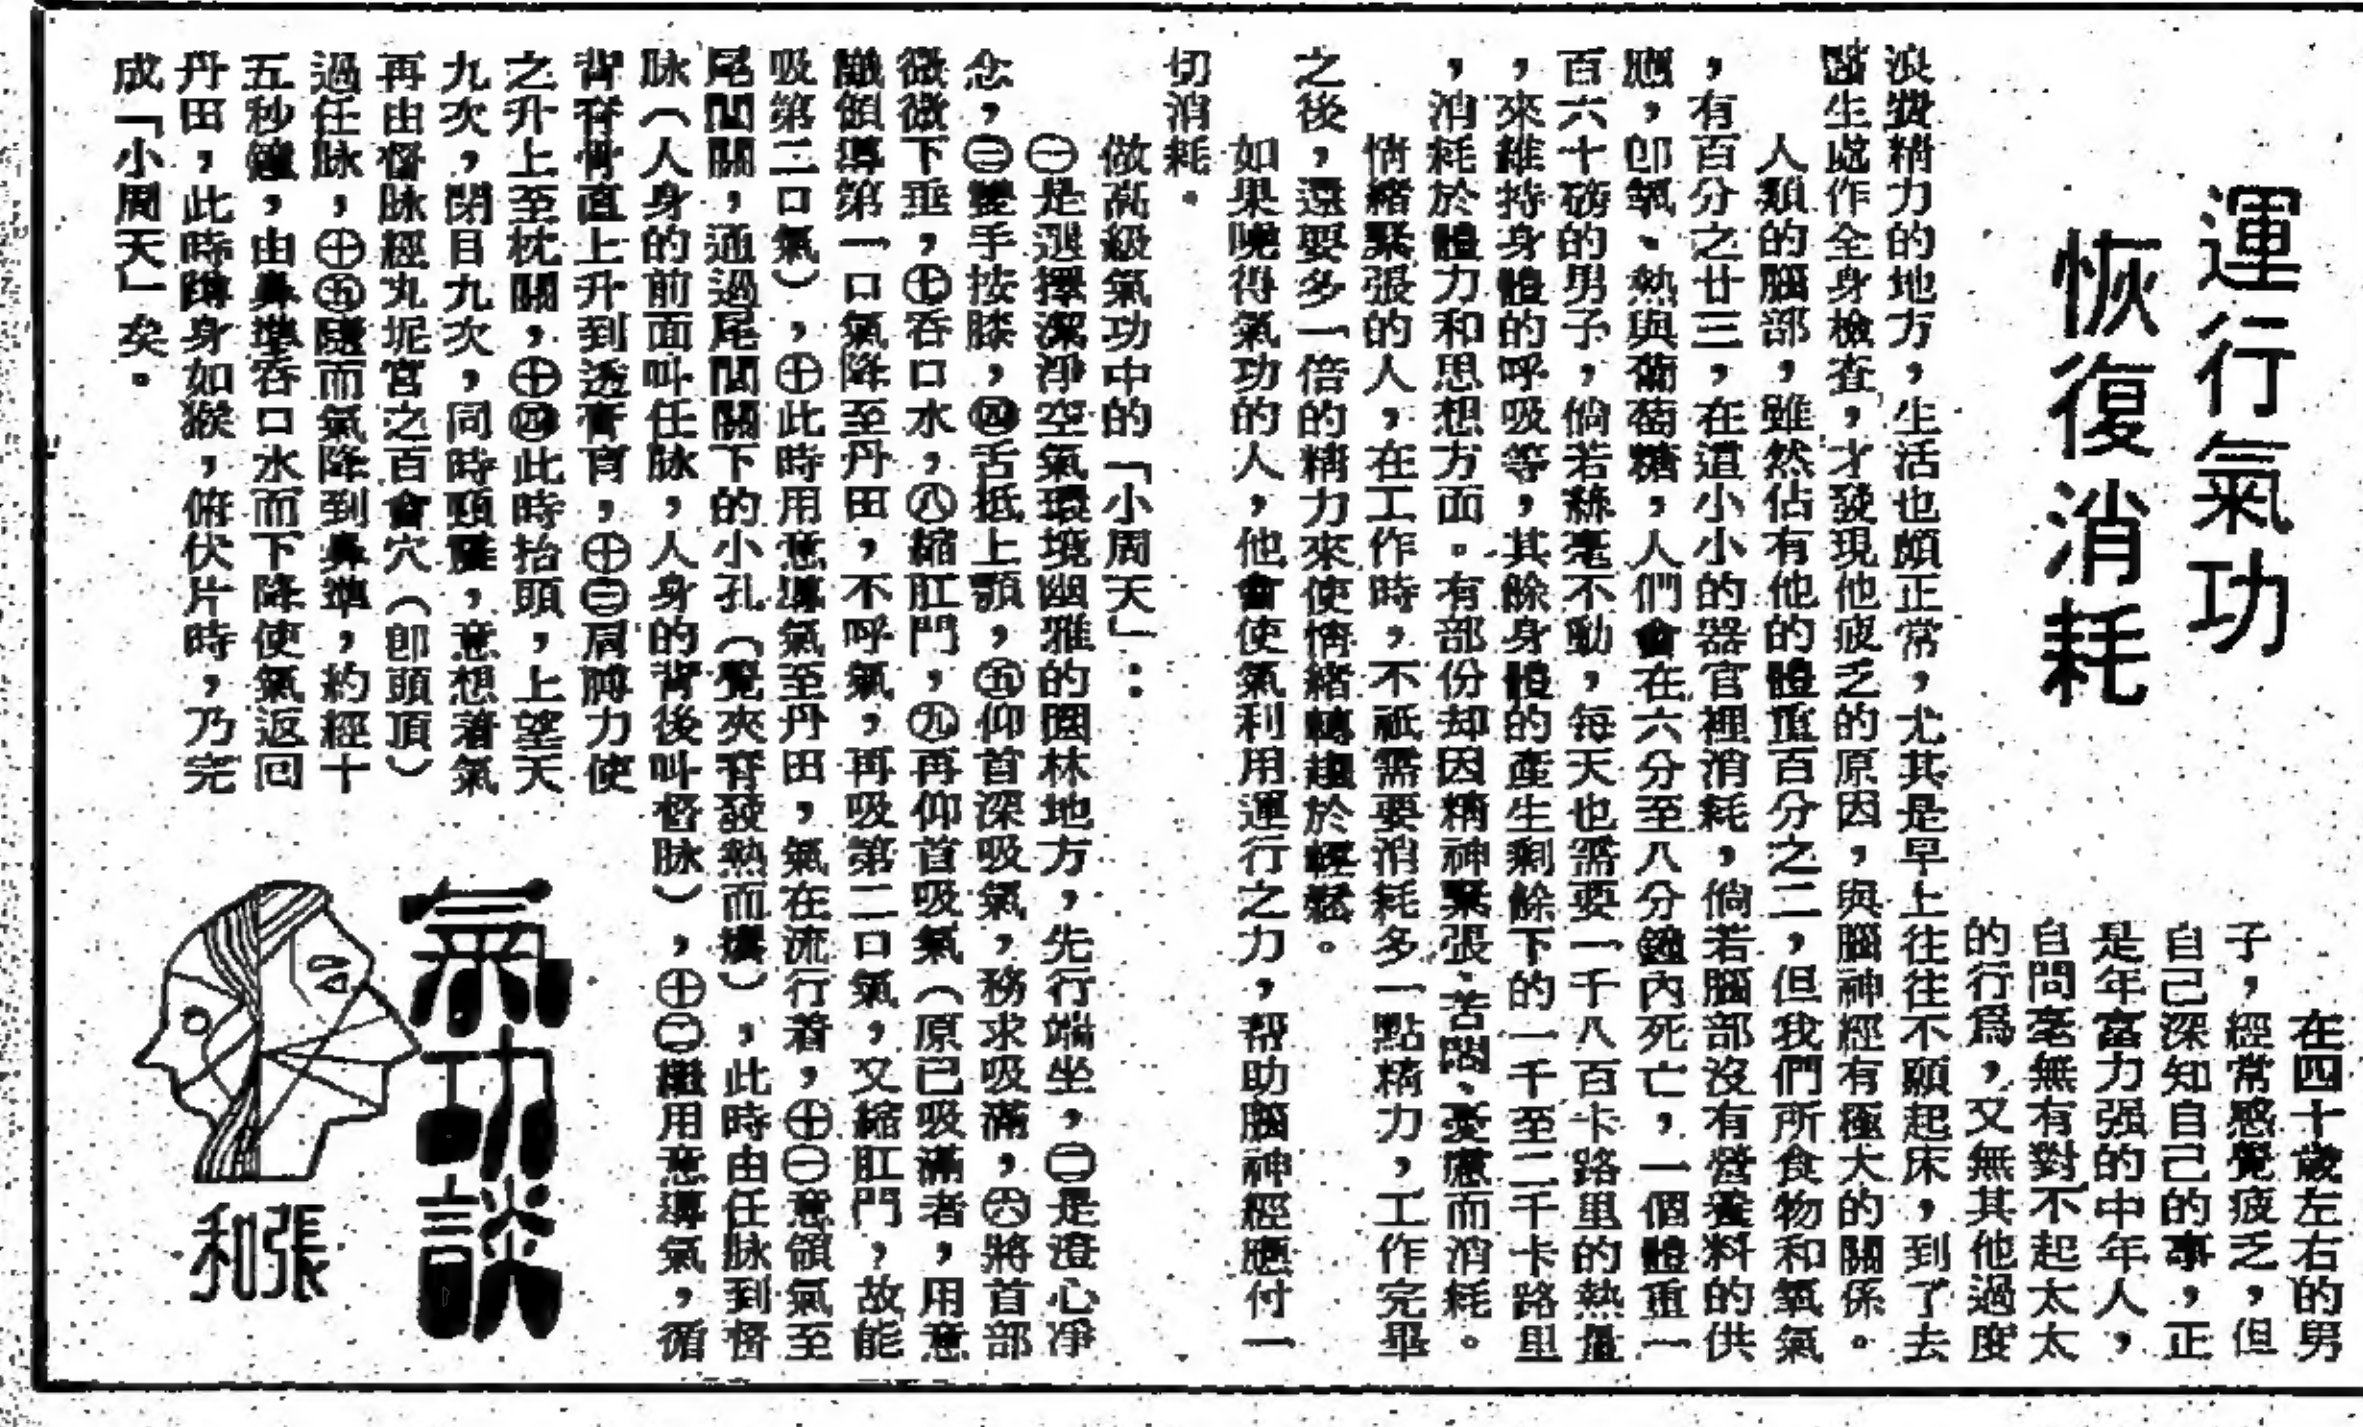 運行氣功
恢復消耗
在四十歲左右的男
子，經常感覺疲乏，但
自己深知自己的事，正
是年富力强的中年人，
自問毫無有對不起太太
的行爲，又無其他過度
浪費精力的地方，生活也頗正常，尤其是早上往往不願起床，到了去
醫生處作全身檢查，才發現他疲乏的原因，與腦神經有極大的關係。
人類的腦部，雖然佔有他的體重百分之二，但我們所食物和氧氣
，有百分之廿三，在這小小的器官裡消耗，倘若腦部沒有營養料的供
應，卽氧、熱與葡萄糖，人們會在六分至八分鐘內死亡，一個體重一
百六十磅的男子，倘若絲毫不動，每天也需要一千八百卡路里的熱量
，來維持身體的呼吸等，其餘身體的產生剩餘下的一千至二千卡路里
，消耗於體力和思想方面。有部份却因精神緊張、苦悶、憂慮而消耗。
情緒緊張的人，在工作時，不祇需要消耗多一點精力，工作完畢
之後，還要多一倍的精力來使情緒轉趨於輕鬆。
如果曉得氣功的人，他會使氣利用運行之力，帮助腦神經應付一
切消耗。
做高級氣功中的「小周天」：
㊀是選擇潔淨空氣環境幽雅的園林地方，先行端坐，㊁是澄心淨
念，㊂雙手按膝，㊃舌抵上顎，㊄仰首深吸氣，務求吸滿，㊅將首部
微微下垂，㊆吞口水，㊇縮肛門，㊈再仰首吸氣（原已吸滿者，用意
識領導第一口氣降至丹田，不呼氣，再吸第二口氣，又縮肛門，故能
吸第二口氣），㊉此時用意導氣至丹田，氣在流行着，㊉㊀意領氣至
尾閭關，通過尾閭關下的小孔（覺夾脊發熱而癢），此時由任脉到督
脉（人身的前面叫任脉，人身的背後叫督脉），㊉㊁繼用意導氣，循
背脊骨直上升到透膏肓，㊉㊂肩膊力使
之升上至枕關，㊉㊃此時抬頭，上望天
九次，閉目九次，同時頸聳，意想着氣
再由督脉經丸坭宮之百會穴（卽頭頂）
過任脉，㊉㊄隨而氣降到鼻準，約經十
五秒鐘，由鼻準吞口水而下降使氣返回
丹田，此時蹲身如猴，俯伏片時，乃完
成「小周天」矣。
氣功談
張和